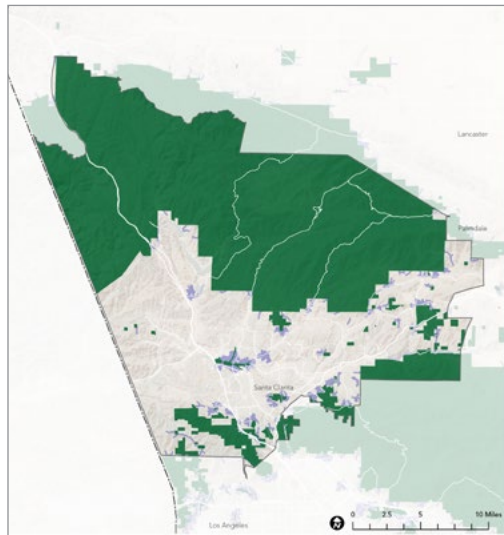 Lancaster
Palmdale
Santa Clarita
Los Angeles
N
0 2.5 5 10 Miles